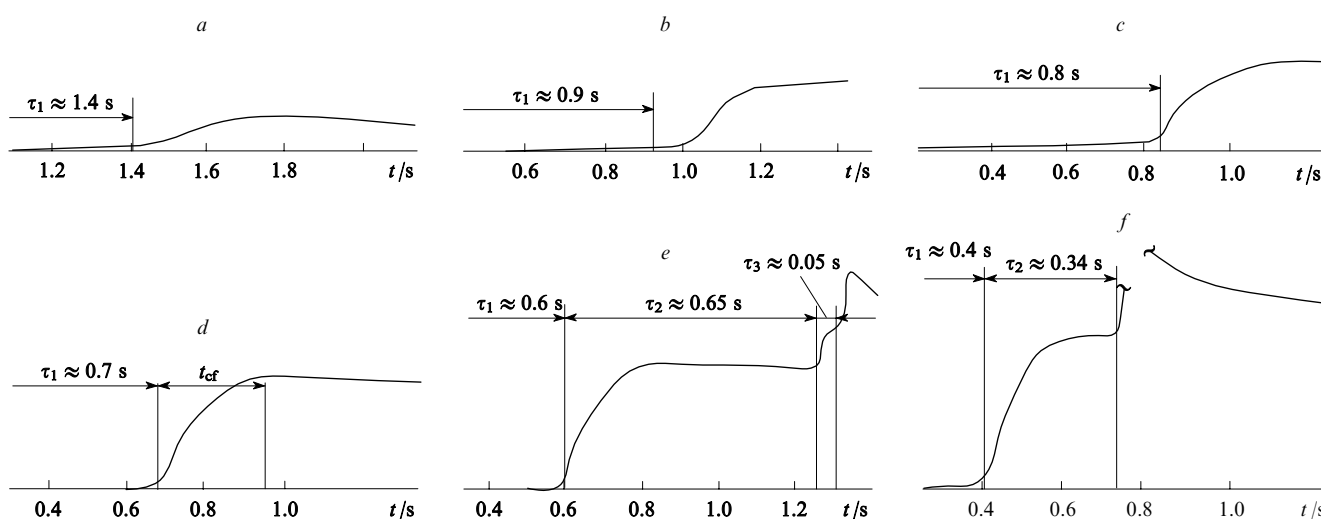 a
τ₁ ≈ 1.4 s
1.2 1.4 1.6 1.8 t/s
b
τ₁ ≈ 0.9 s
0.6 0.8 1.0 1.2 t/s
c
τ₁ ≈ 0.8 s
0.4 0.6 0.8 1.0 t/s
d
τ₁ ≈ 0.7 s t_cf
0.4 0.6 0.8 1.0 t/s
e
τ₃ ≈ 0.05 s
τ₁ ≈ 0.6 s τ₂ ≈ 0.65 s
0.4 0.6 0.8 1.0 1.2 t/s
f
τ₁ ≈ 0.4 s τ₂ ≈ 0.34 s
0.4 0.6 0.8 1.0 t/s